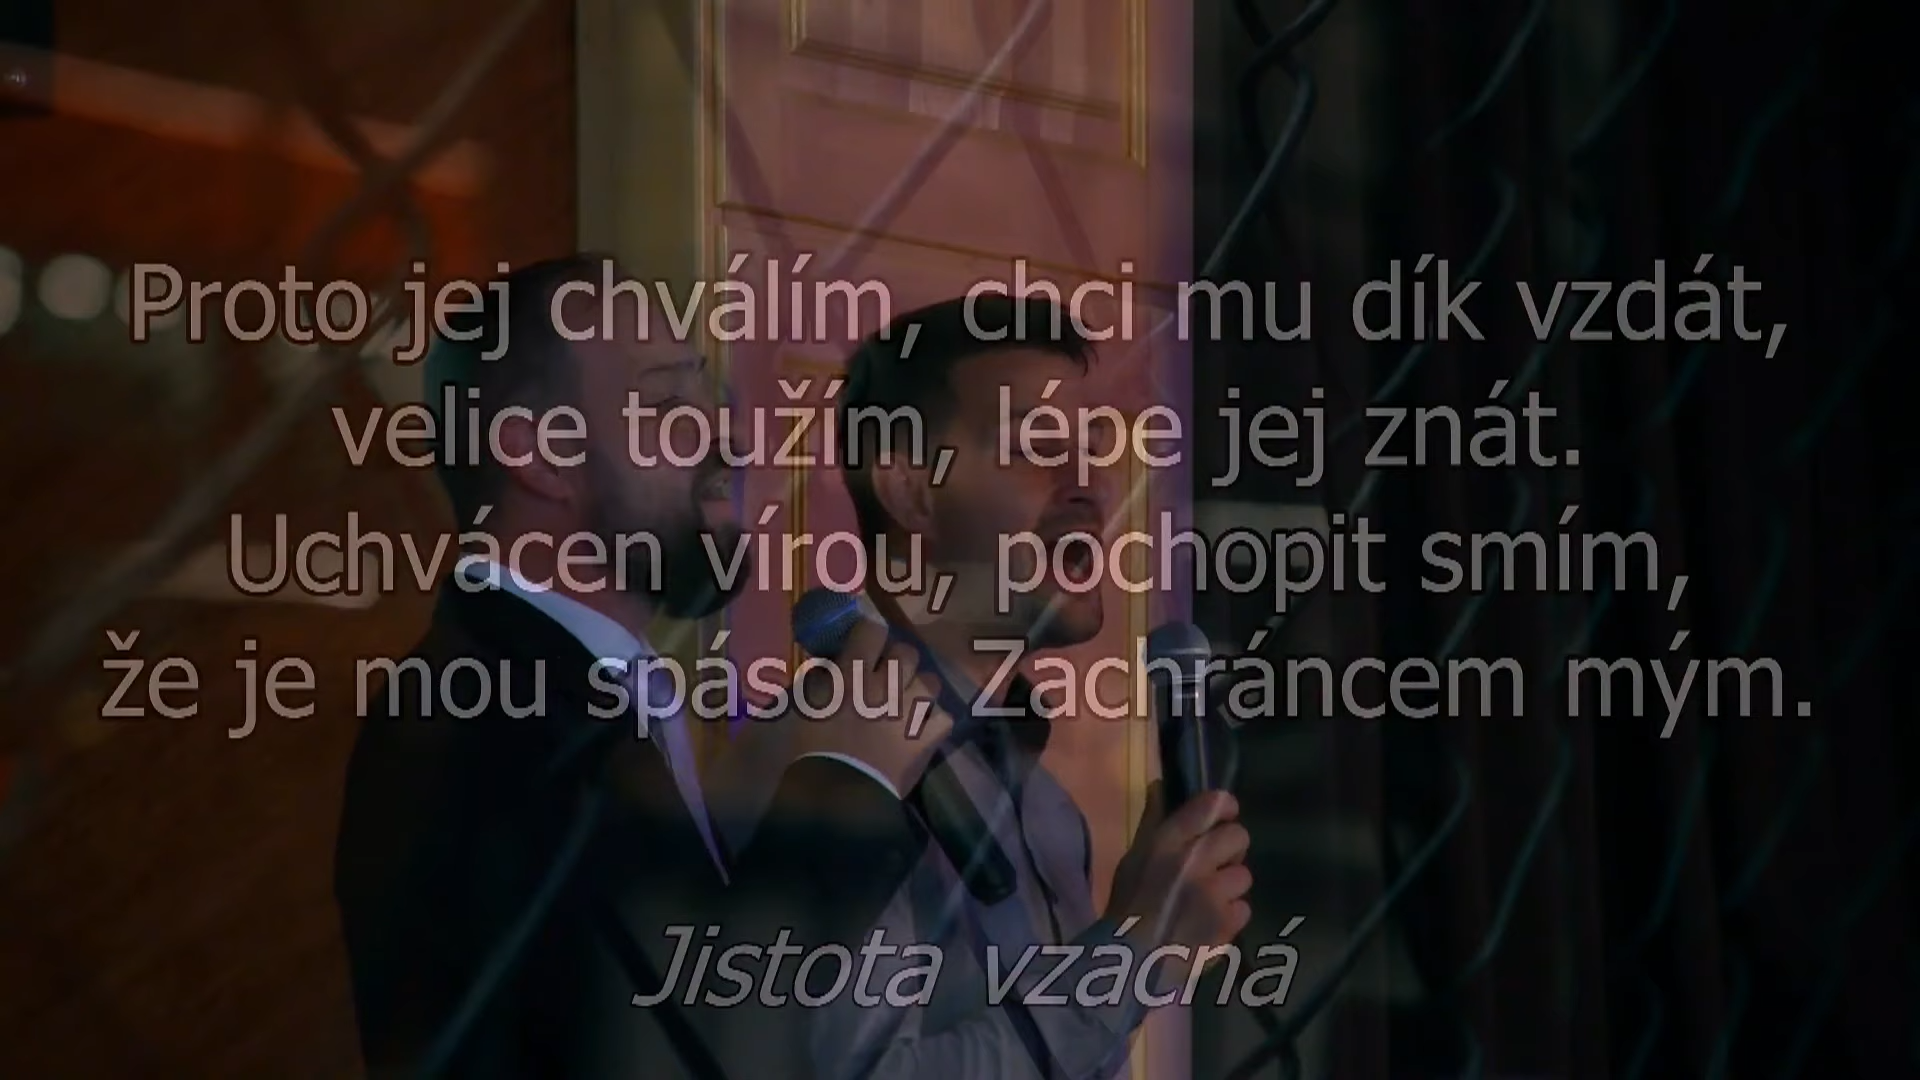 Proto jej chválím, chci mu dík vzdát,
velice toužím, lépe jej znát.
Uchvácen vírou, pochopit smím,
že je mou spásou, Zachráncem mým.
Jistota vzácná